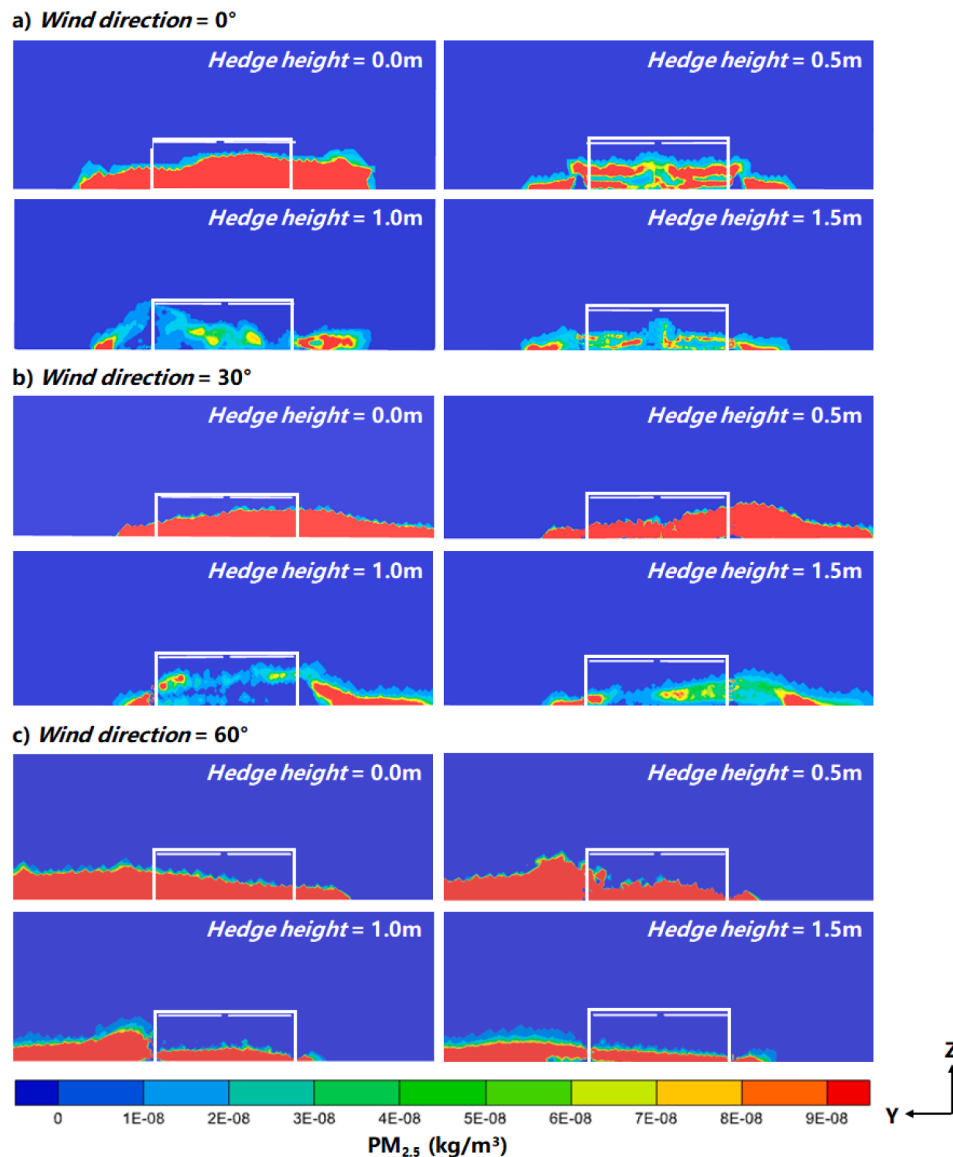 a) Wind direction = 0°
Hedge height = 0.0m
Hedge height = 0.5m
Hedge height = 1.0m
Hedge height = 1.5m
b) Wind direction = 30°
Hedge height = 0.0m
Hedge height = 0.5m
Hedge height = 1.0m
Hedge height = 1.5m
c) Wind direction = 60°
Hedge height = 0.0m
Hedge height = 0.5m
Hedge height = 1.0m
Hedge height = 1.5m
Z
Y
0 1E-08 2E-08 3E-08 4E-08 5E-08 6E-08 7E-08 8E-08 9E-08
PM2.5 (kg/m³)